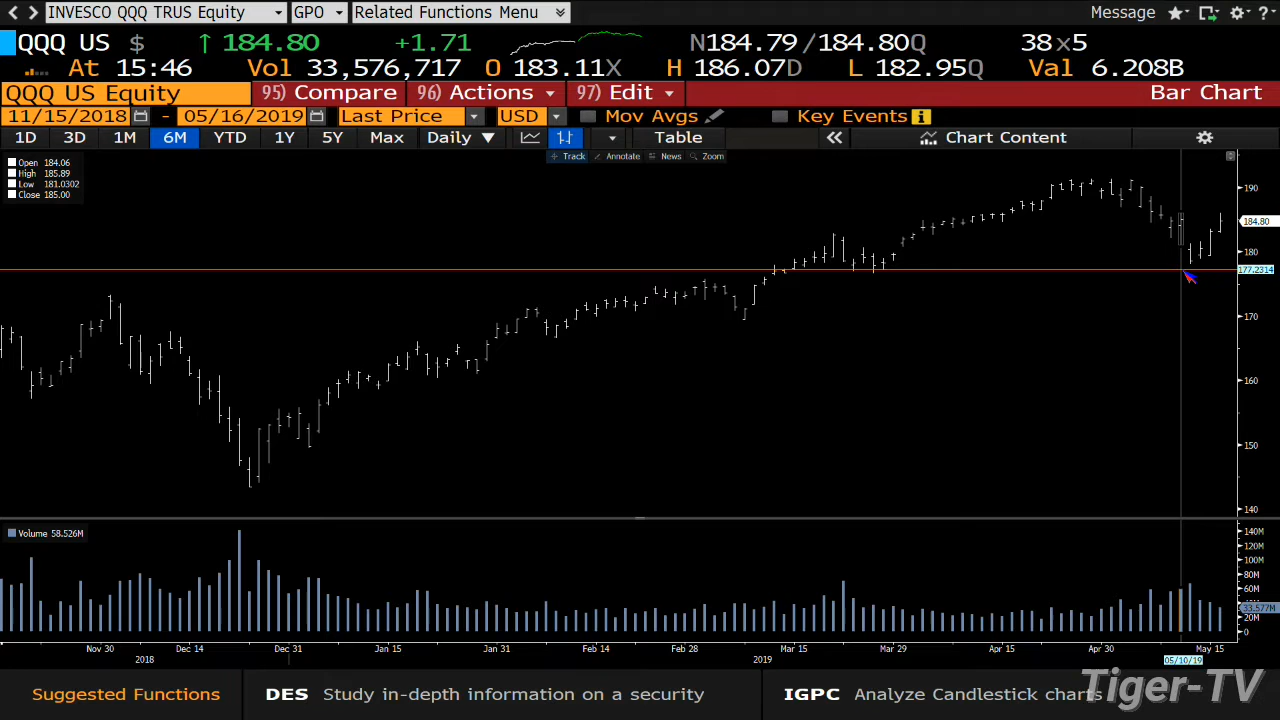 INVESCO QQQ TRUS Equity GPO Related Functions Menu Message
QQQ US $ ↑ 184.80 +1.71 N184.79 /184.80Q 38x5
At 15:46 Vol 33,576,717 O 183.11X H 186.07D L 182.95Q Val 6.208B
QQQ US Equity 95) Compare 96) Actions 97) Edit Bar Chart
11/15/2018 - 05/16/2019 Last Price USD Mov Avgs Key Events
1D 3D 1M 6M YTD 1Y 5Y Max Daily Table Chart Content
Track Annotate News Zoom
Open 184.06
High 185.89
Low 181.0302
Close 185.00
190
184.80
180
177.2314
170
160
150
140
Volume 58.526M
140M
120M
100M
80M
60M
33.577M
20M
0
Nov 30 Dec 14 Dec 31 Jan 15 Jan 31 Feb 14 Feb 28 Mar 15 Mar 29 Apr 15 Apr 30 May 15
2018 2019 05/10/19
Suggested Functions DES Study in-depth information on a security IGPC Analyze Candlestick charts
Tiger-TV